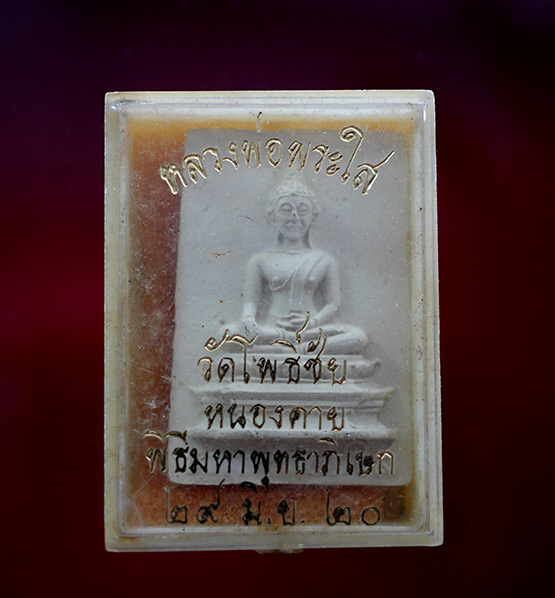 หลวงพ่อพระใส
วัดโพธิ์ชัย
หนองคาย
พิธีมหาพุทธาภิเษก
๒๙ มิ.ย. ๒๐